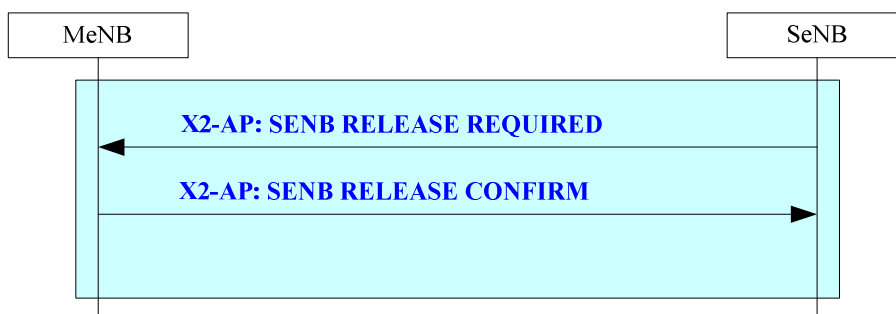 MeNB
SeNB
X2-AP: SENB RELEASE REQUIRED
X2-AP: SENB RELEASE CONFIRM